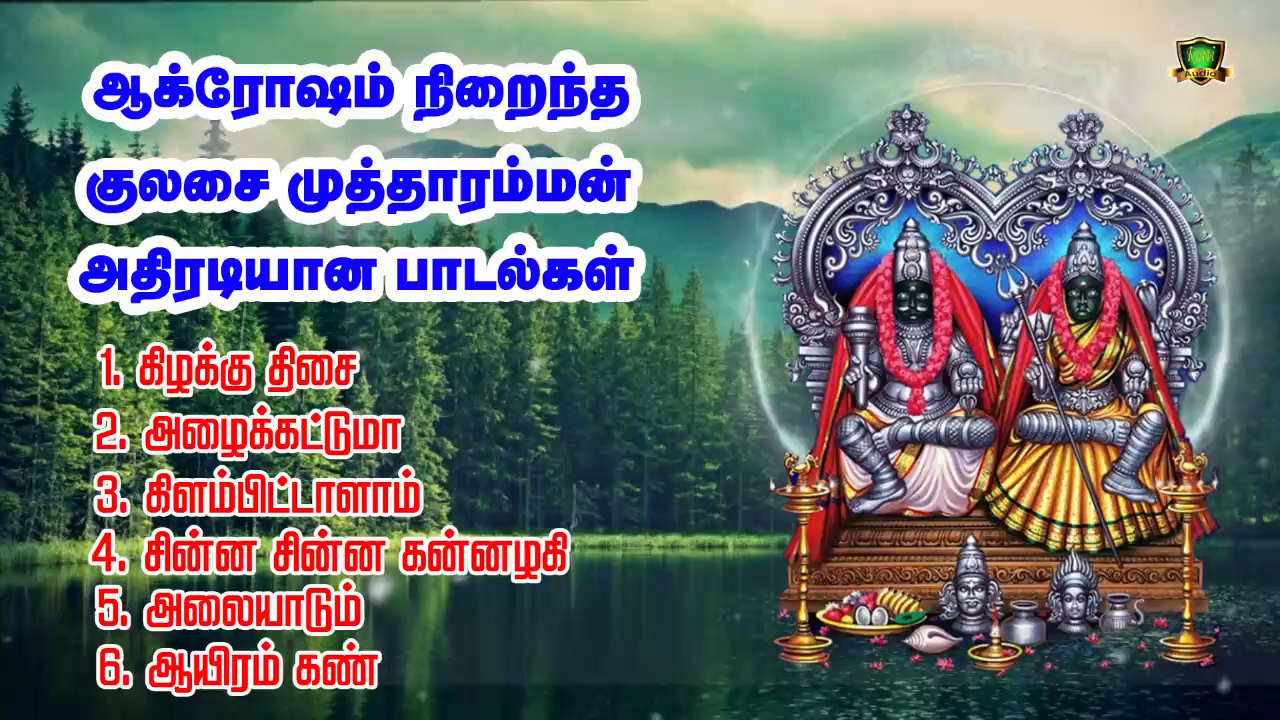 ஆக்ரோஷம் நிறைந்த
குலசை முத்தாரம்மன்
அதிரடியான பாடல்கள்
1. கிழக்கு திசை
2. அழைக்கட்டுமா
3. கிளம்பிட்டாளாம்
4. சின்ன சின்ன கன்னழகி
5. அலையாடும்
6. ஆயிரம் கண்
Audio